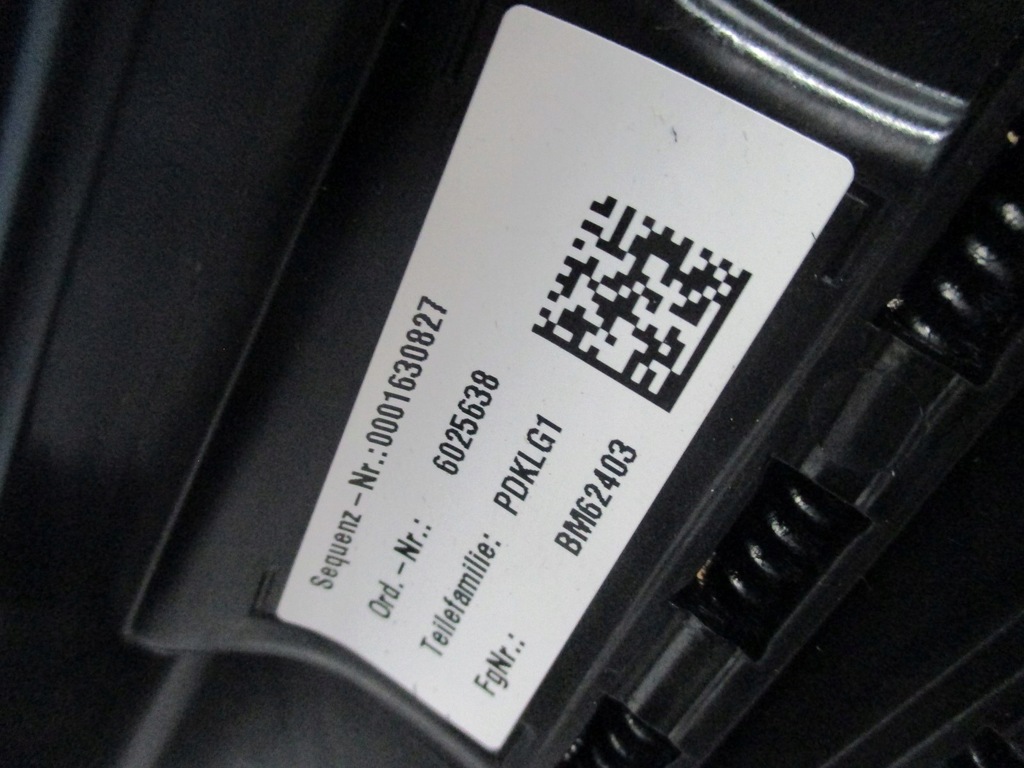 Sequenz-Nr.:0001630827
Ord.-Nr.: 6025638
Teilefamilie: PDKLG1
FgNr.: BM62403